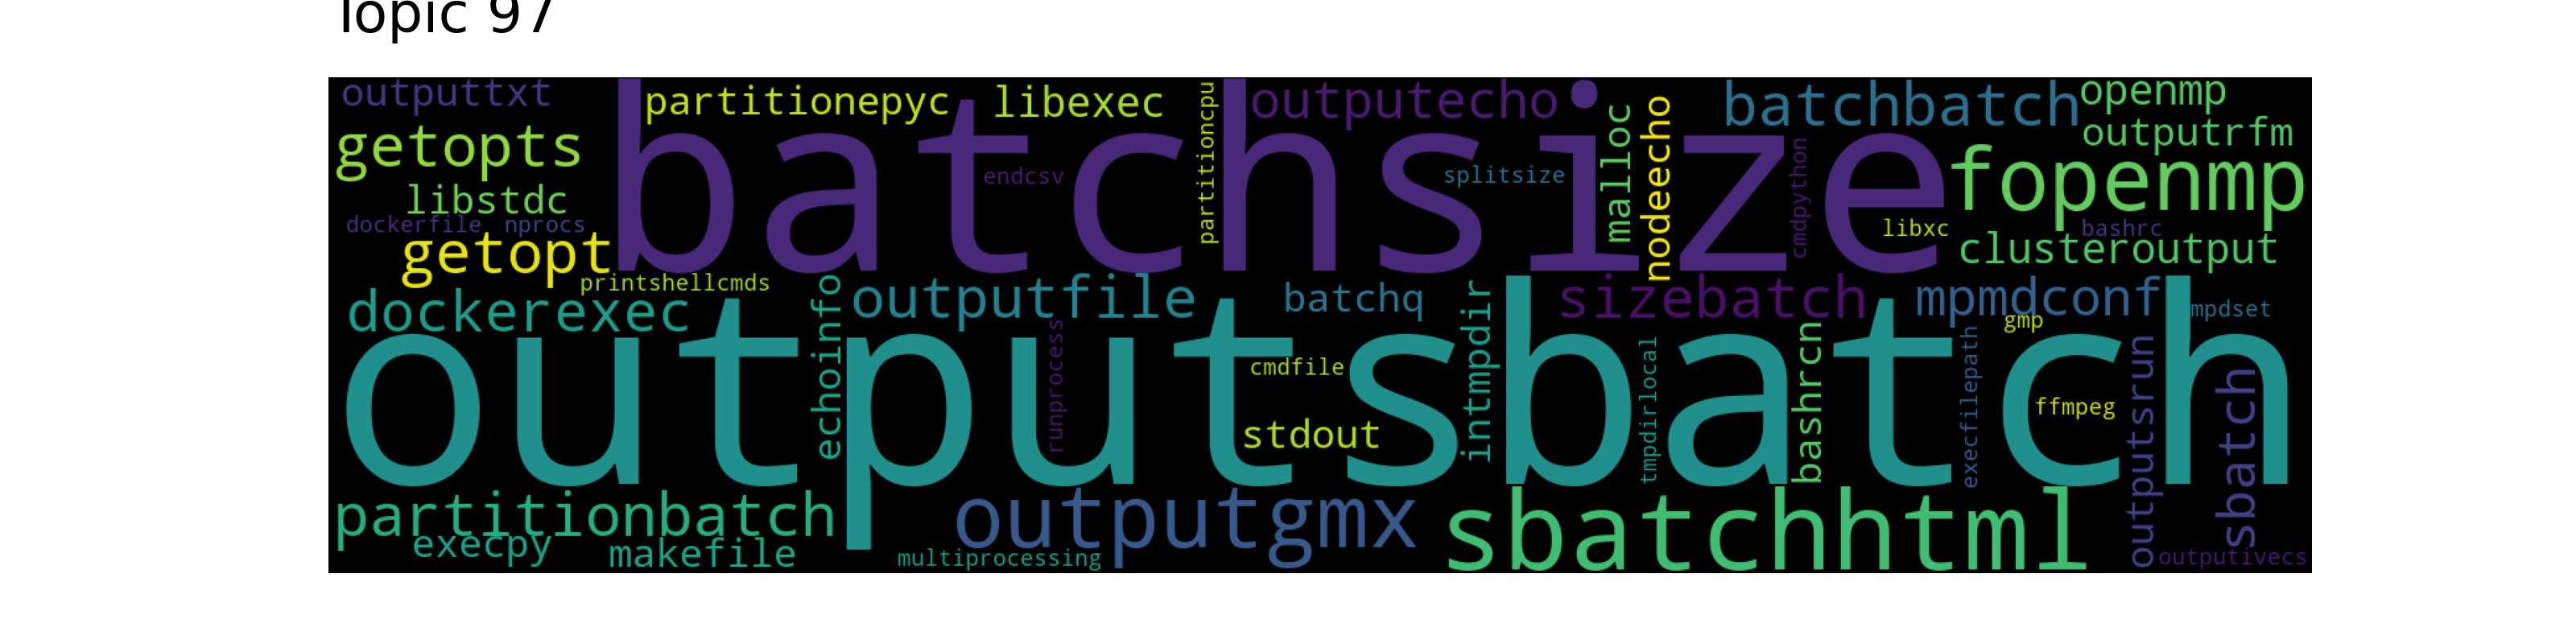 Topic 97
outputtxt
partitionepyc
libexec
partitioncpu
outputecho
batchbatch
openmp
getopts
batchsize
endcsv
splitsize
malloc
nodeecho
cmdpython
outputrfm
fopenmp
libstdc
dockerfile
nprocs
libxc
bashrc
getopt
clusteroutput
printshellcmds
dockerexec
echoinfo
outputfile
batchq
intmpdir
sizebatch
mpmdconf
mpdset
gmp
outputsbatch
runprocess
cmdfile
stdout
tmpdirlocal
bashrcn
execfilepath
ffmpeg
outputsrun
sbatch
partitionbatch
outputgmx
sbatchhtml
execpy
makefile
multiprocessing
outputivecs